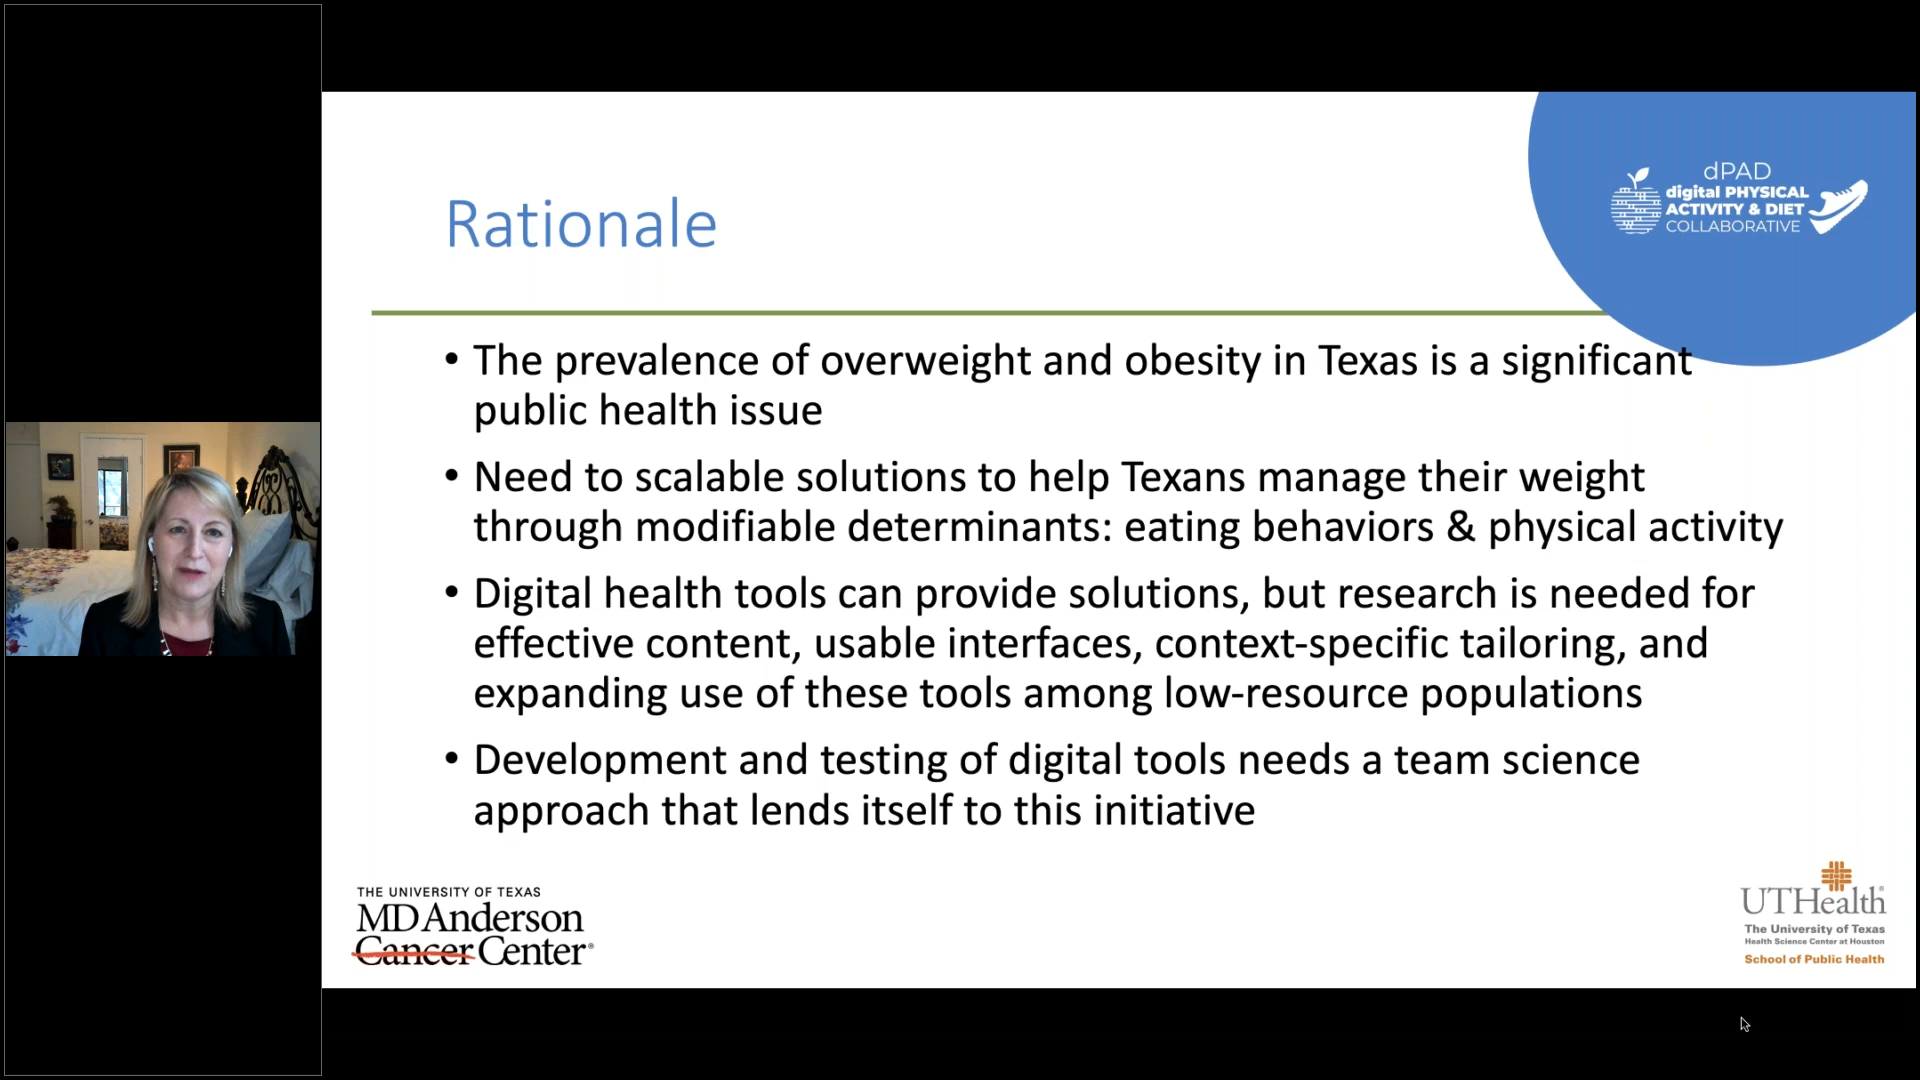 dPAD
digital PHYSICAL
ACTIVITY & DIET
COLLABORATIVE
Rationale
• The prevalence of overweight and obesity in Texas is a significant
public health issue
• Need to scalable solutions to help Texans manage their weight
through modifiable determinants: eating behaviors & physical activity
• Digital health tools can provide solutions, but research is needed for
effective content, usable interfaces, context-specific tailoring, and
expanding use of these tools among low-resource populations
• Development and testing of digital tools needs a team science
approach that lends itself to this initiative
THE UNIVERSITY OF TEXAS
MD Anderson
Cancer Center®
UTHealth®
The University of Texas
Health Science Center at Houston
School of Public Health